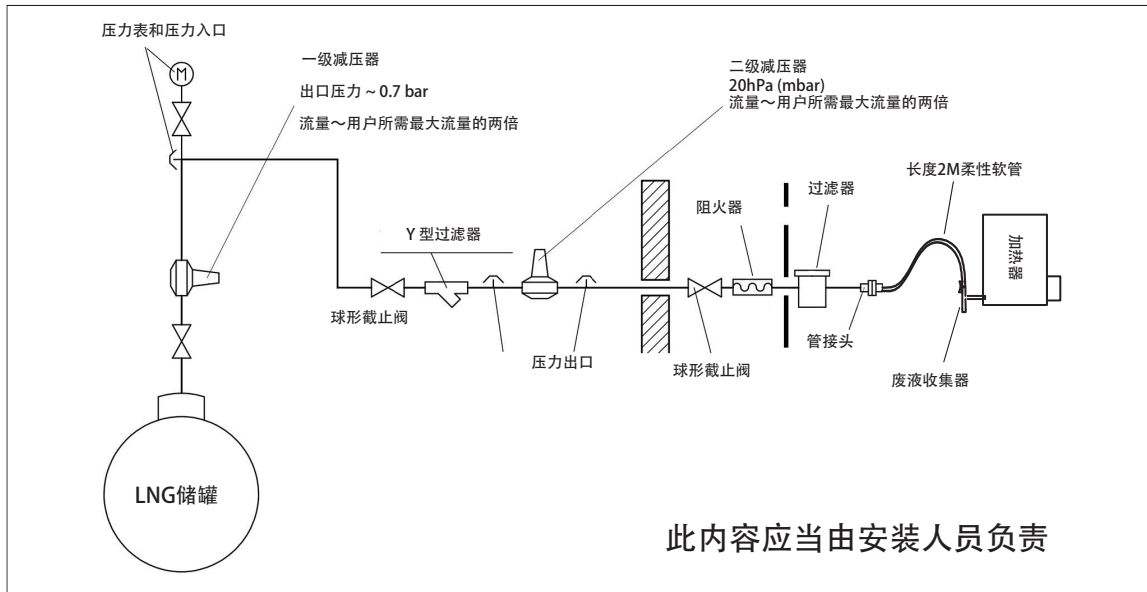 压力表和压力入口
M
一级减压器
出口压力 ~ 0.7 bar
流量～用户所需最大流量的两倍
二级减压器
20hPa (mbar)
流量～用户所需最大流量的两倍
长度2M柔性软管
过滤器
阻火器
Y 型过滤器
加热器
球形截止阀
压力出口
球形截止阀
管接头
废液收集器
LNG储罐
此内容应当由安装人员负责